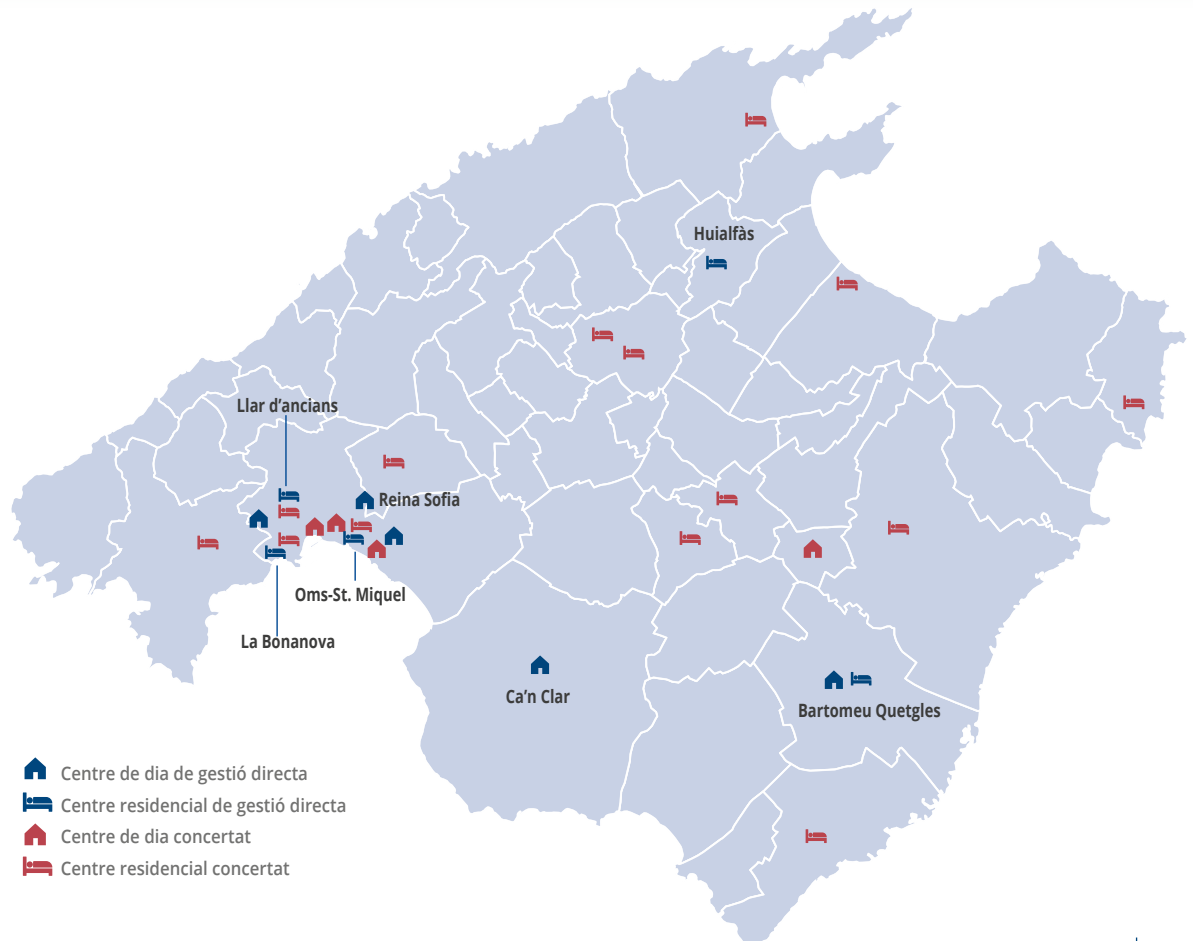 Huialfàs
Llar d'ancians
Reina Sofia
Oms-St. Miquel
La Bonanova
Ca'n Clar
Bartomeu Quetgles
Centre de dia de gestió directa
Centre residencial de gestió directa
Centre de dia concertat
Centre residencial concertat